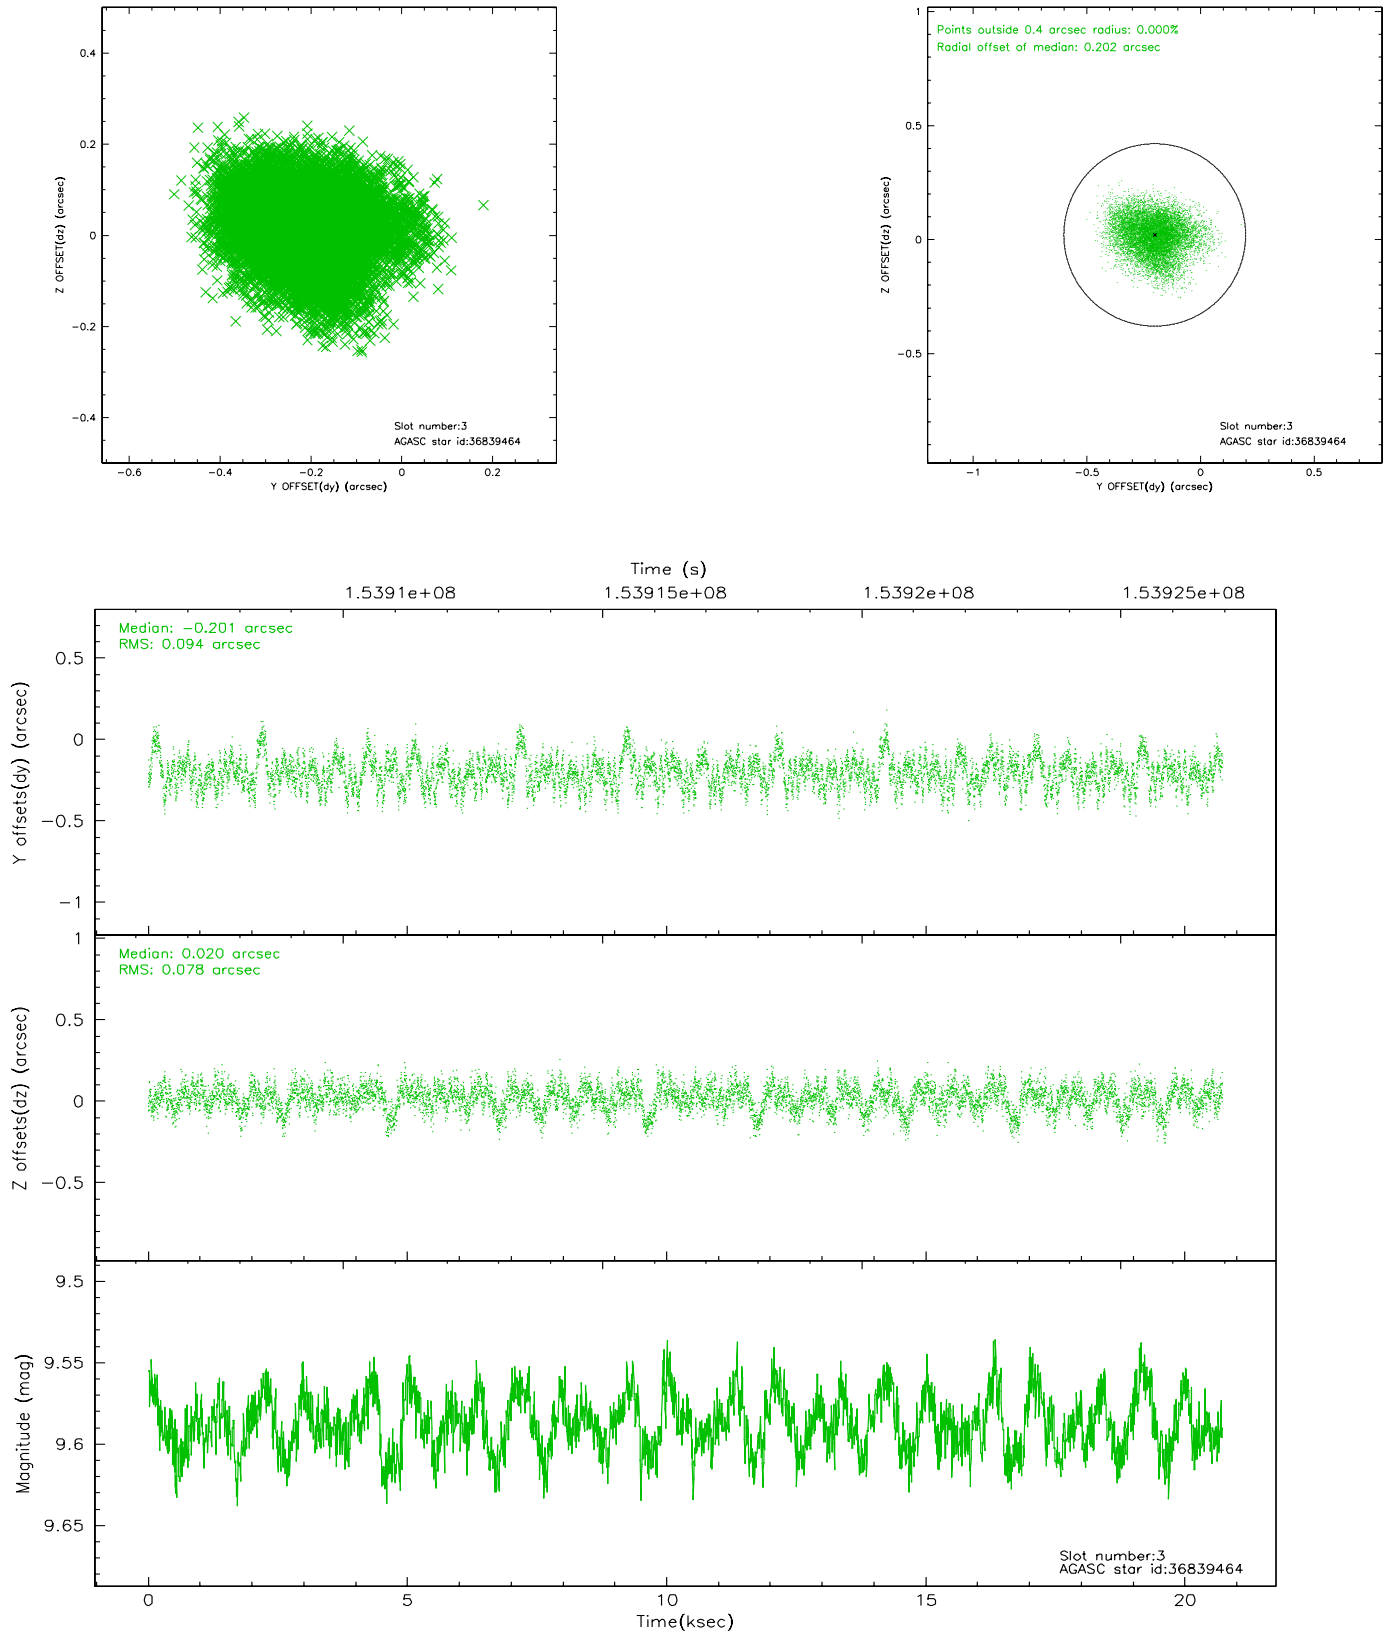 0.4
0.2
0
−0.2
−0.4
Z OFFSET(dz) (arcsec)
Slot number:3
AGASC star id:36839464
−0.6 −0.4 −0.2 0 0.2
Y OFFSET(dy) (arcsec)
Points outside 0.4 arcsec radius: 0.000%
Radial offset of median: 0.202 arcsec
1
0.5
0
−0.5
−1
Z OFFSET(dz) (arcsec)
Slot number:3
AGASC star id:36839464
−1 −0.5 0 0.5
Y OFFSET(dy) (arcsec)
Time (s)
1.5391e+08 1.53915e+08 1.5392e+08 1.53925e+08
Median: −0.201 arcsec
RMS: 0.094 arcsec
0.5
0
−0.5
−1
Y offsets(dy) (arcsec)
Median: 0.020 arcsec
RMS: 0.078 arcsec
1
0.5
0
−0.5
Z offsets(dz) (arcsec)
9.5
9.55
9.6
9.65
Magnitude (mag)
Slot number:3
AGASC star id:36839464
0 5 10 15 20
Time(ksec)